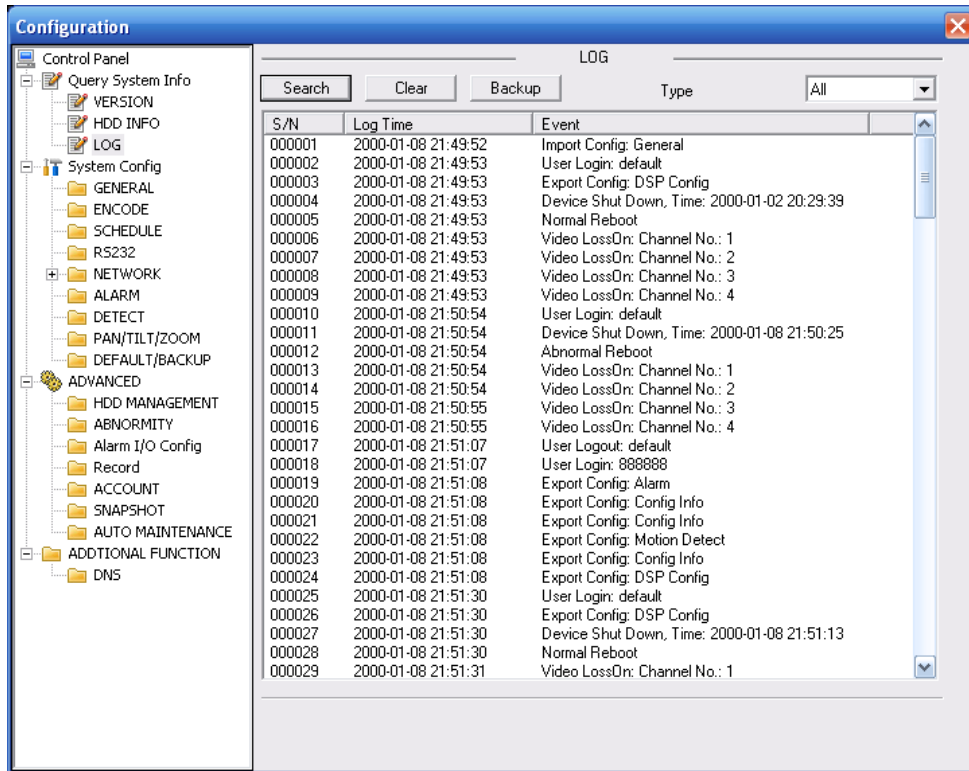 Configuration
Control Panel
Query System Info
VERSION
HDD INFO
LOG
System Config
GENERAL
ENCODE
SCHEDULE
RS232
NETWORK
ALARM
DETECT
PAN/TILT/ZOOM
DEFAULT/BACKUP
ADVANCED
HDD MANAGEMENT
ABNORMITY
Alarm I/O Config
Record
ACCOUNT
SNAPSHOT
AUTO MAINTENANCE
ADDTIONAL FUNCTION
DNS
LOG
Search Clear Backup Type All
S/N Log Time Event
000001 2000-01-08 21:49:52 Import Config: General
000002 2000-01-08 21:49:53 User Login: default
000003 2000-01-08 21:49:53 Export Config: DSP Config
000004 2000-01-08 21:49:53 Device Shut Down, Time: 2000-01-02 20:29:39
000005 2000-01-08 21:49:53 Normal Reboot
000006 2000-01-08 21:49:53 Video LossOn: Channel No.: 1
000007 2000-01-08 21:49:53 Video LossOn: Channel No.: 2
000008 2000-01-08 21:49:53 Video LossOn: Channel No.: 3
000009 2000-01-08 21:49:53 Video LossOn: Channel No.: 4
000010 2000-01-08 21:50:54 User Login: default
000011 2000-01-08 21:50:54 Device Shut Down, Time: 2000-01-08 21:50:25
000012 2000-01-08 21:50:54 Abnormal Reboot
000013 2000-01-08 21:50:54 Video LossOn: Channel No.: 1
000014 2000-01-08 21:50:54 Video LossOn: Channel No.: 2
000015 2000-01-08 21:50:55 Video LossOn: Channel No.: 3
000016 2000-01-08 21:50:55 Video LossOn: Channel No.: 4
000017 2000-01-08 21:51:07 User Logout: default
000018 2000-01-08 21:51:07 User Login: 888888
000019 2000-01-08 21:51:08 Export Config: Alarm
000020 2000-01-08 21:51:08 Export Config: Config Info
000021 2000-01-08 21:51:08 Export Config: Config Info
000022 2000-01-08 21:51:08 Export Config: Motion Detect
000023 2000-01-08 21:51:08 Export Config: Config Info
000024 2000-01-08 21:51:08 Export Config: DSP Config
000025 2000-01-08 21:51:30 User Login: default
000026 2000-01-08 21:51:30 Export Config: DSP Config
000027 2000-01-08 21:51:30 Device Shut Down, Time: 2000-01-08 21:51:13
000028 2000-01-08 21:51:30 Normal Reboot
000029 2000-01-08 21:51:31 Video LossOn: Channel No.: 1